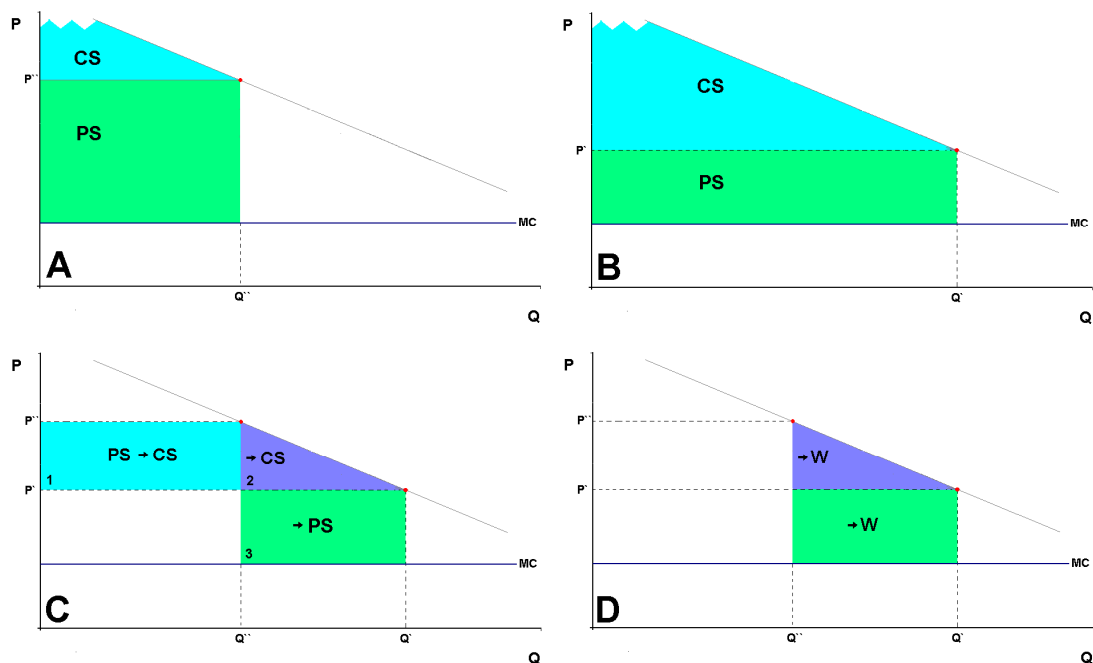 P
CS
P``
PS
MC
A
Q``
Q
P
CS
P`
PS
MC
B
Q`
Q
P
P``
PS → CS
→ CS
1
2
P`
→ PS
3
MC
C
Q``
Q`
Q
P
P``
→ W
P`
→ W
MC
D
Q``
Q`
Q